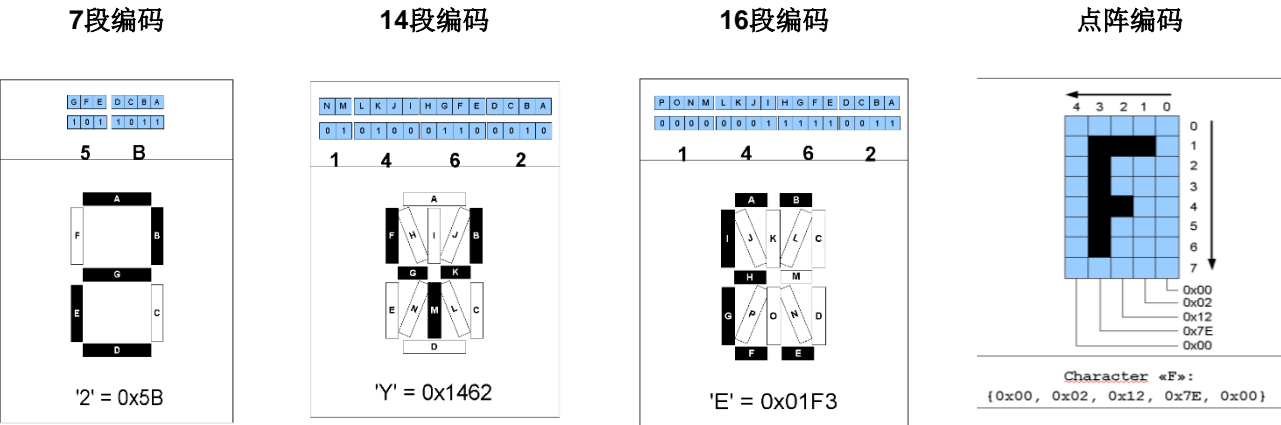 7段编码
14段编码
16段编码
点阵编码
G F E D C B A
1 0 1 1 0 1 1
5 B
A
F B
G
E C
D
'2' = 0x5B
N M L K J I H G F E D C B A
0 1 0 1 0 0 0 1 1 0 0 0 1 0
1 4 6 2
A
F H I J B
G K
E N M L C
D
'Y' = 0x1462
P O N M L K J I H G F E D C B A
0 0 0 0 0 0 0 1 1 1 1 1 0 0 1 1
1 4 6 2
A B
I J K L C
H M
G P O N D
F E
'E' = 0x01F3
4 3 2 1 0
0
1
2
3
4
5
6
7
0x00
0x02
0x12
0x7E
0x00
Character «F»:
{0x00, 0x02, 0x12, 0x7E, 0x00}